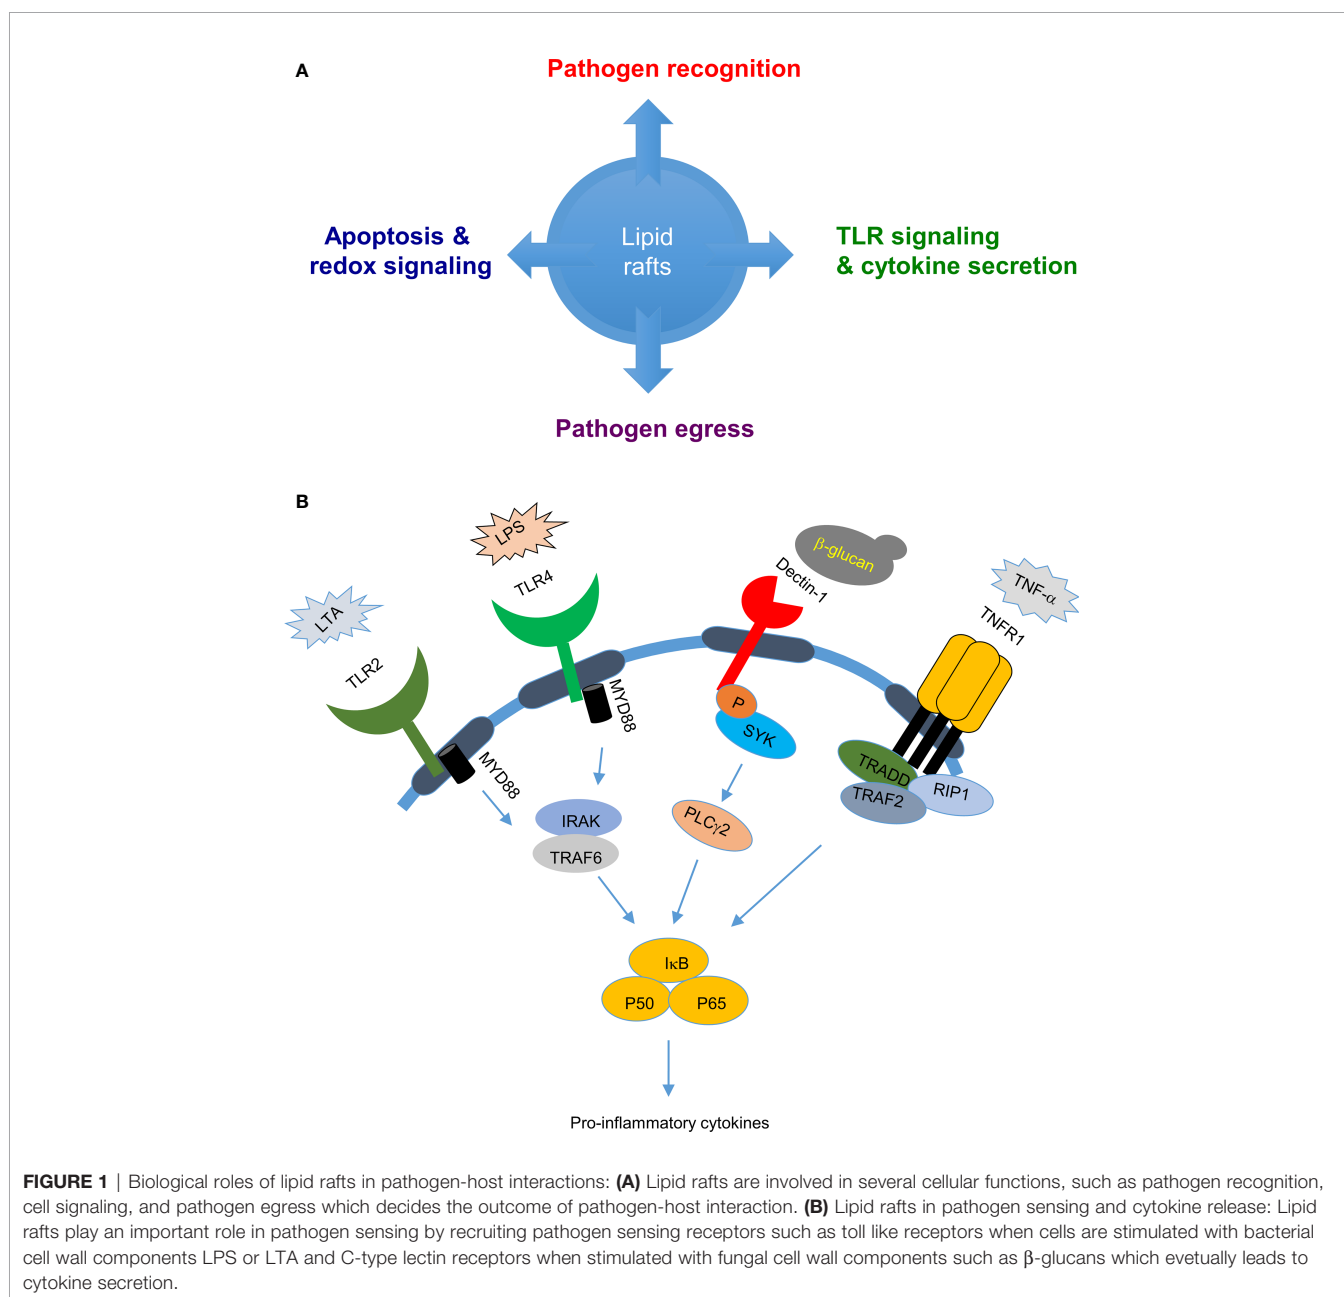 A
Pathogen recognition
Apoptosis &
redox signaling
Lipid
rafts
TLR signaling
& cytokine secretion
Pathogen egress
B
LPS
TLR4
β-glucan
Dectin-1
TNF-α
TNFR1
LTA
TLR2
MYD88
MYD88
P
SYK
TRADD
TRAF2
RIP1
IRAK
TRAF6
PLCγ2
IκB
P50
P65
Pro-inflammatory cytokines
FIGURE 1 | Biological roles of lipid rafts in pathogen-host interactions: (A) Lipid rafts are involved in several cellular functions, such as pathogen recognition,
cell signaling, and pathogen egress which decides the outcome of pathogen-host interaction. (B) Lipid rafts in pathogen sensing and cytokine release: Lipid
rafts play an important role in pathogen sensing by recruiting pathogen sensing receptors such as toll like receptors when cells are stimulated with bacterial
cell wall components LPS or LTA and C-type lectin receptors when stimulated with fungal cell wall components such as β-glucans which evetually leads to
cytokine secretion.